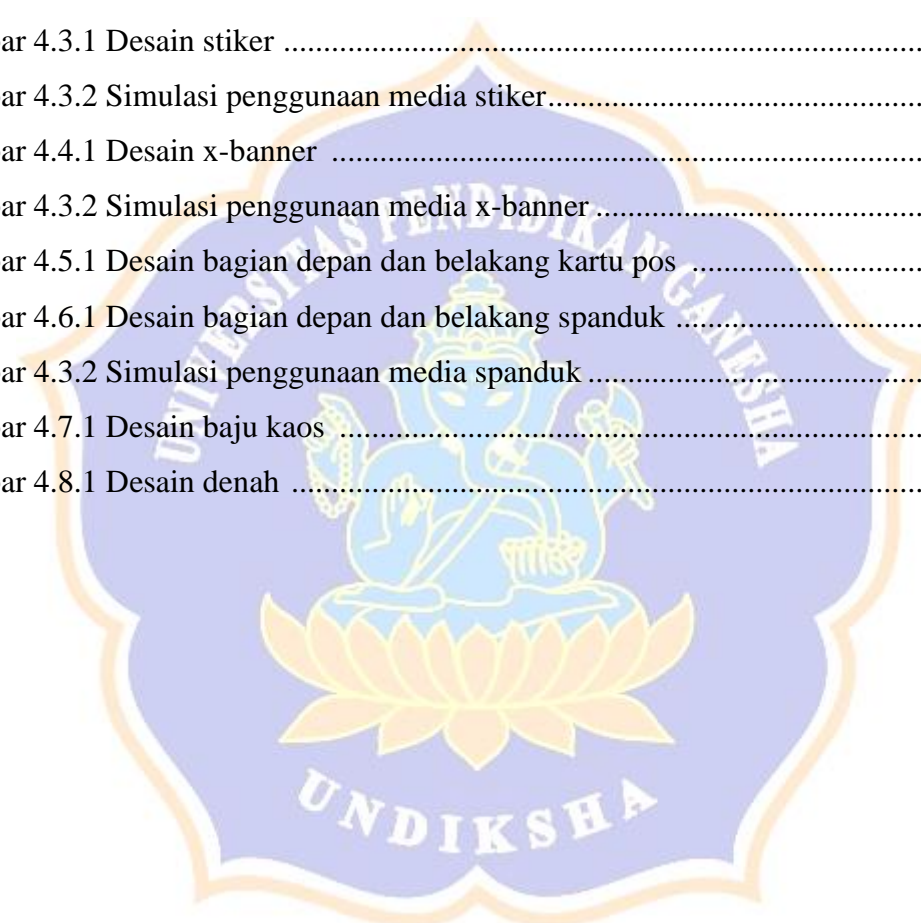 ar 4.3.1 Desain stiker ................................................................................
ar 4.3.2 Simulasi penggunaan media stiker...............................................
ar 4.4.1 Desain x-banner ..........................................................................
ar 4.3.2 Simulasi penggunaan media x-banner .........................................
ar 4.5.1 Desain bagian depan dan belakang kartu pos .............................
ar 4.6.1 Desain bagian depan dan belakang spanduk ...............................
ar 4.3.2 Simulasi penggunaan media spanduk ..........................................
ar 4.7.1 Desain baju kaos .........................................................................
ar 4.8.1 Desain denah ...............................................................................
UNIVERSITAS PENDIDIKAN GANESHA
UNDIKSHA